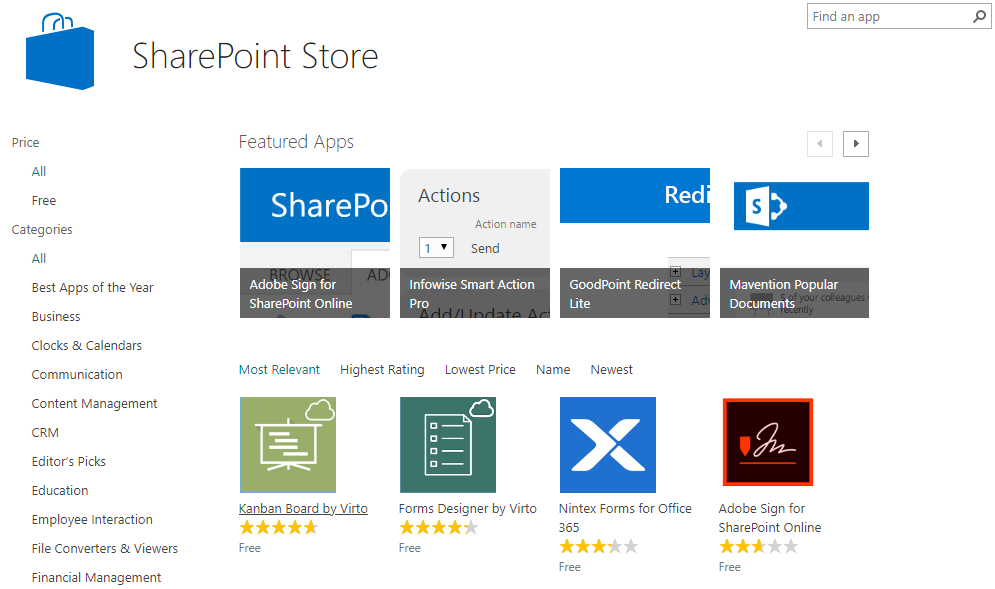 Find an app
SharePoint Store
Price
All
Free
Categories
All
Best Apps of the Year
Business
Clocks & Calendars
Communication
Content Management
CRM
Editor's Picks
Education
Employee Interaction
File Converters & Viewers
Financial Management
Featured Apps
SharePo
BROWSE
AD
Adobe Sign for
SharePoint Online
Actions
Action name
1
Send
Infowise Smart Action
Pro
Add/Update Act
Redi
Lay
Adv
GoodPoint Redirect
Lite
S
Mavention Popular
Documents
5 of your colleagues
recently
Most Relevant
Highest Rating
Lowest Price
Name
Newest
Kanban Board by Virto
Free
Forms Designer by Virto
Free
Nintex Forms for Office
365
Free
Adobe Sign for
SharePoint Online
Free